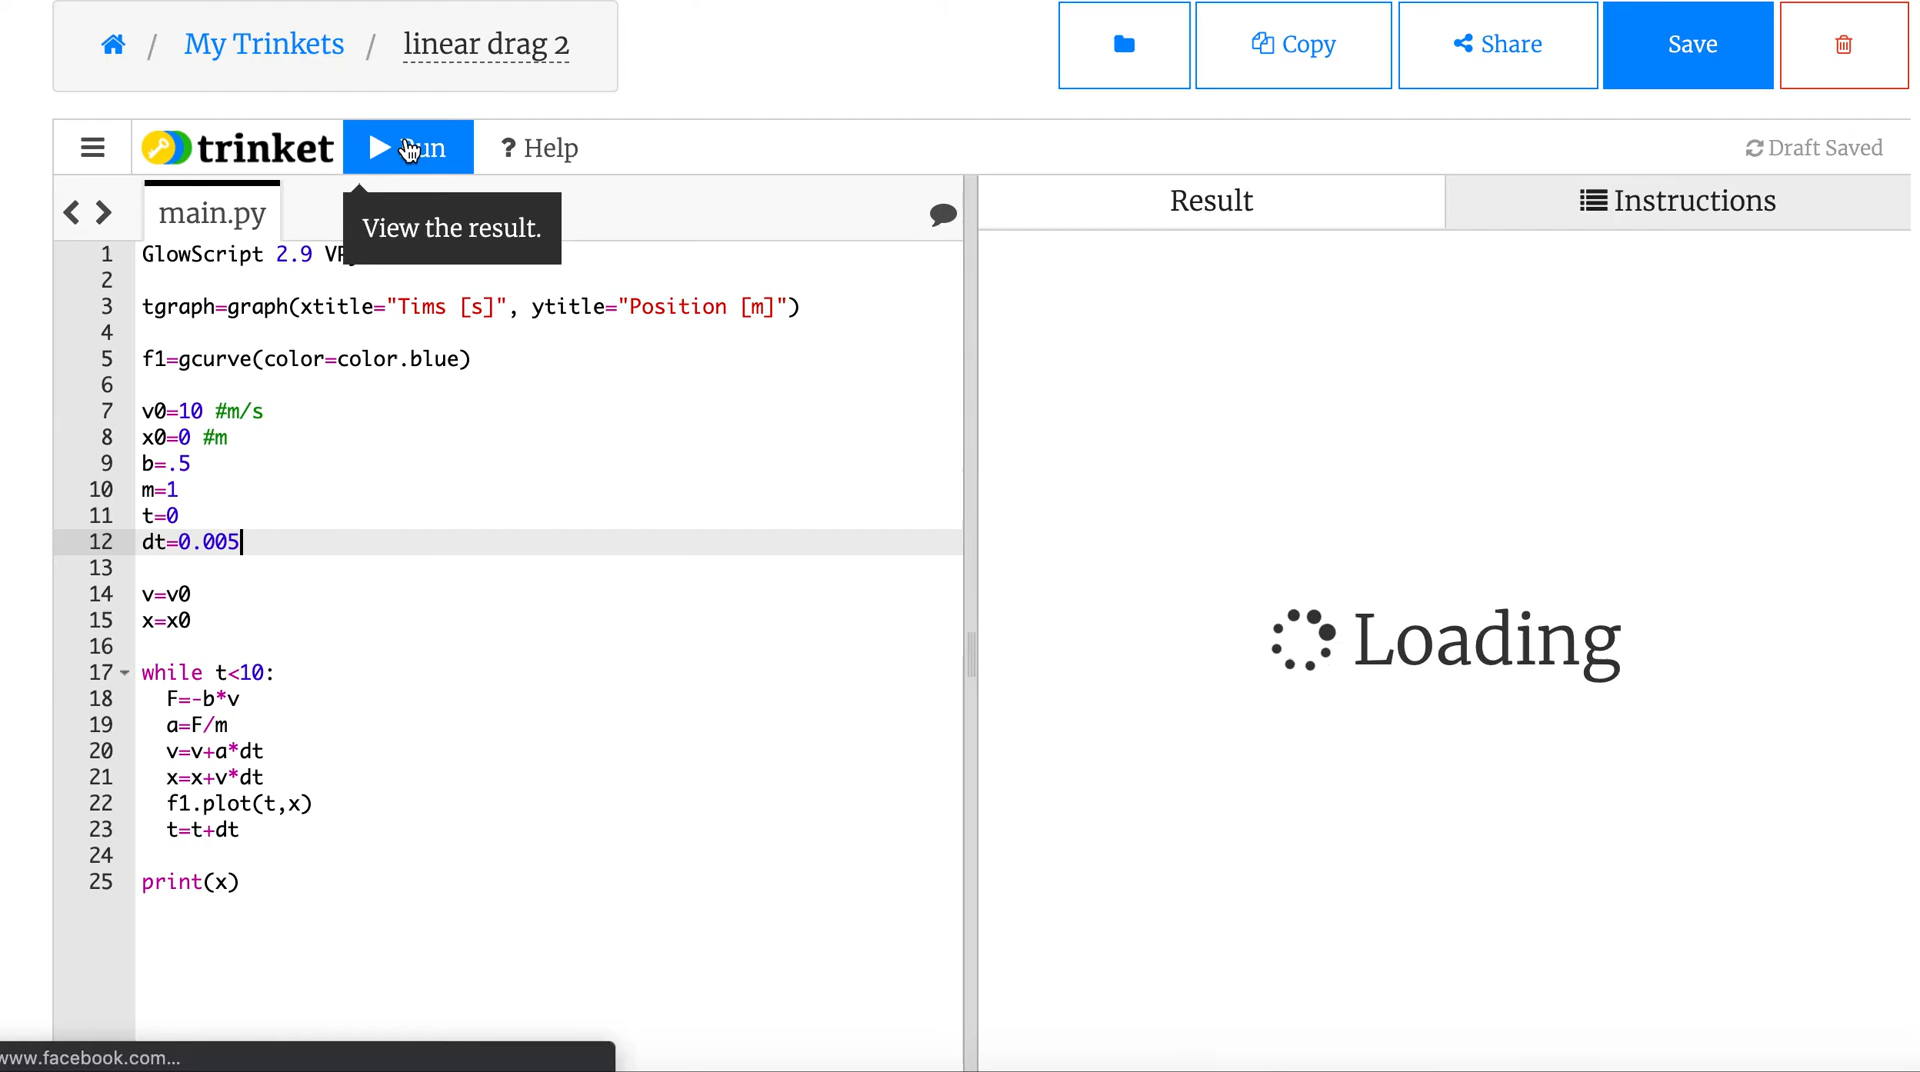 / My Trinkets / linear drag 2
Copy
Share
Save
trinket
Run
? Help
Draft Saved
main.py
View the result.
Result
Instructions
1 GlowScript 2.9
2
3 tgraph=graph(xtitle="Tims [s]", ytitle="Position [m]")
4
5 f1=gcurve(color=color.blue)
6
7 v0=10 #m/s
8 x0=0 #m
9 b=.5
10 m=1
11 t=0
12 dt=0.005
13
14 v=v0
15 x=x0
16
17 while t<10:
18 F=-b*v
19 a=F/m
20 v=v+a*dt
21 x=x+v*dt
22 f1.plot(t,x)
23 t=t+dt
24
25 print(x)
Loading
www.facebook.com...